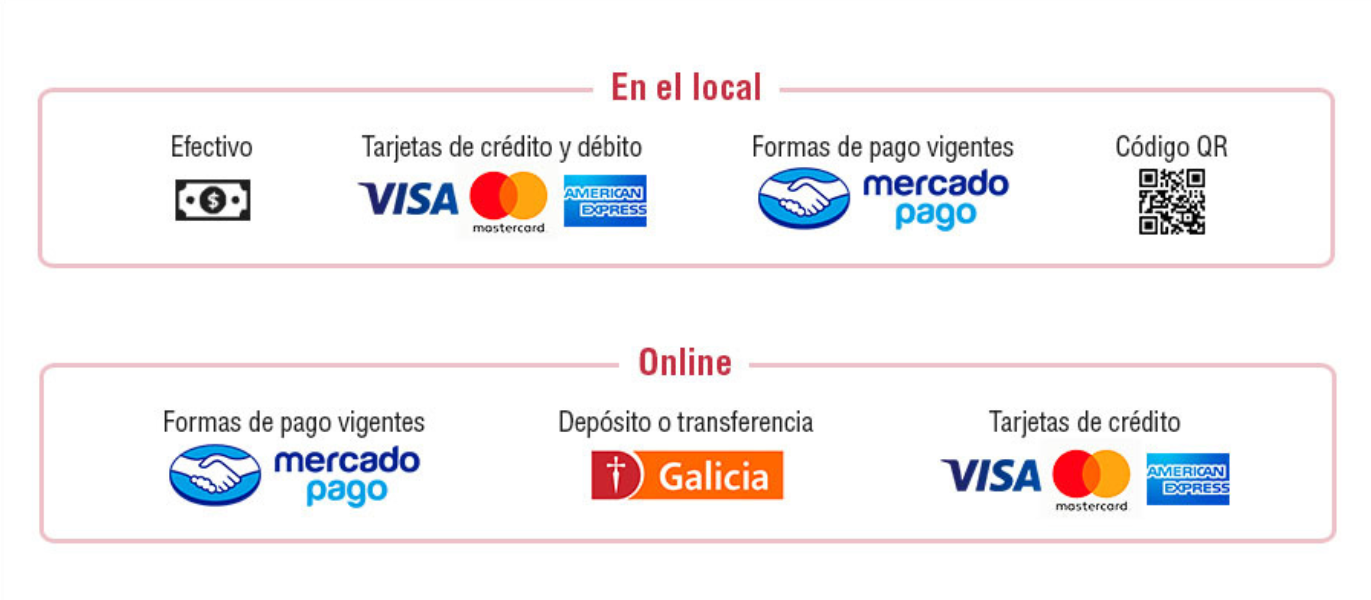 En el local
Efectivo
Tarjetas de crédito y débito
Formas de pago vigentes
Código QR
VISA
mastercard
AMERICAN
EXPRESS
mercado
pago
Online
Formas de pago vigentes
Depósito o transferencia
Tarjetas de crédito
mercado
pago
Galicia
VISA
mastercard
AMERICAN
EXPRESS